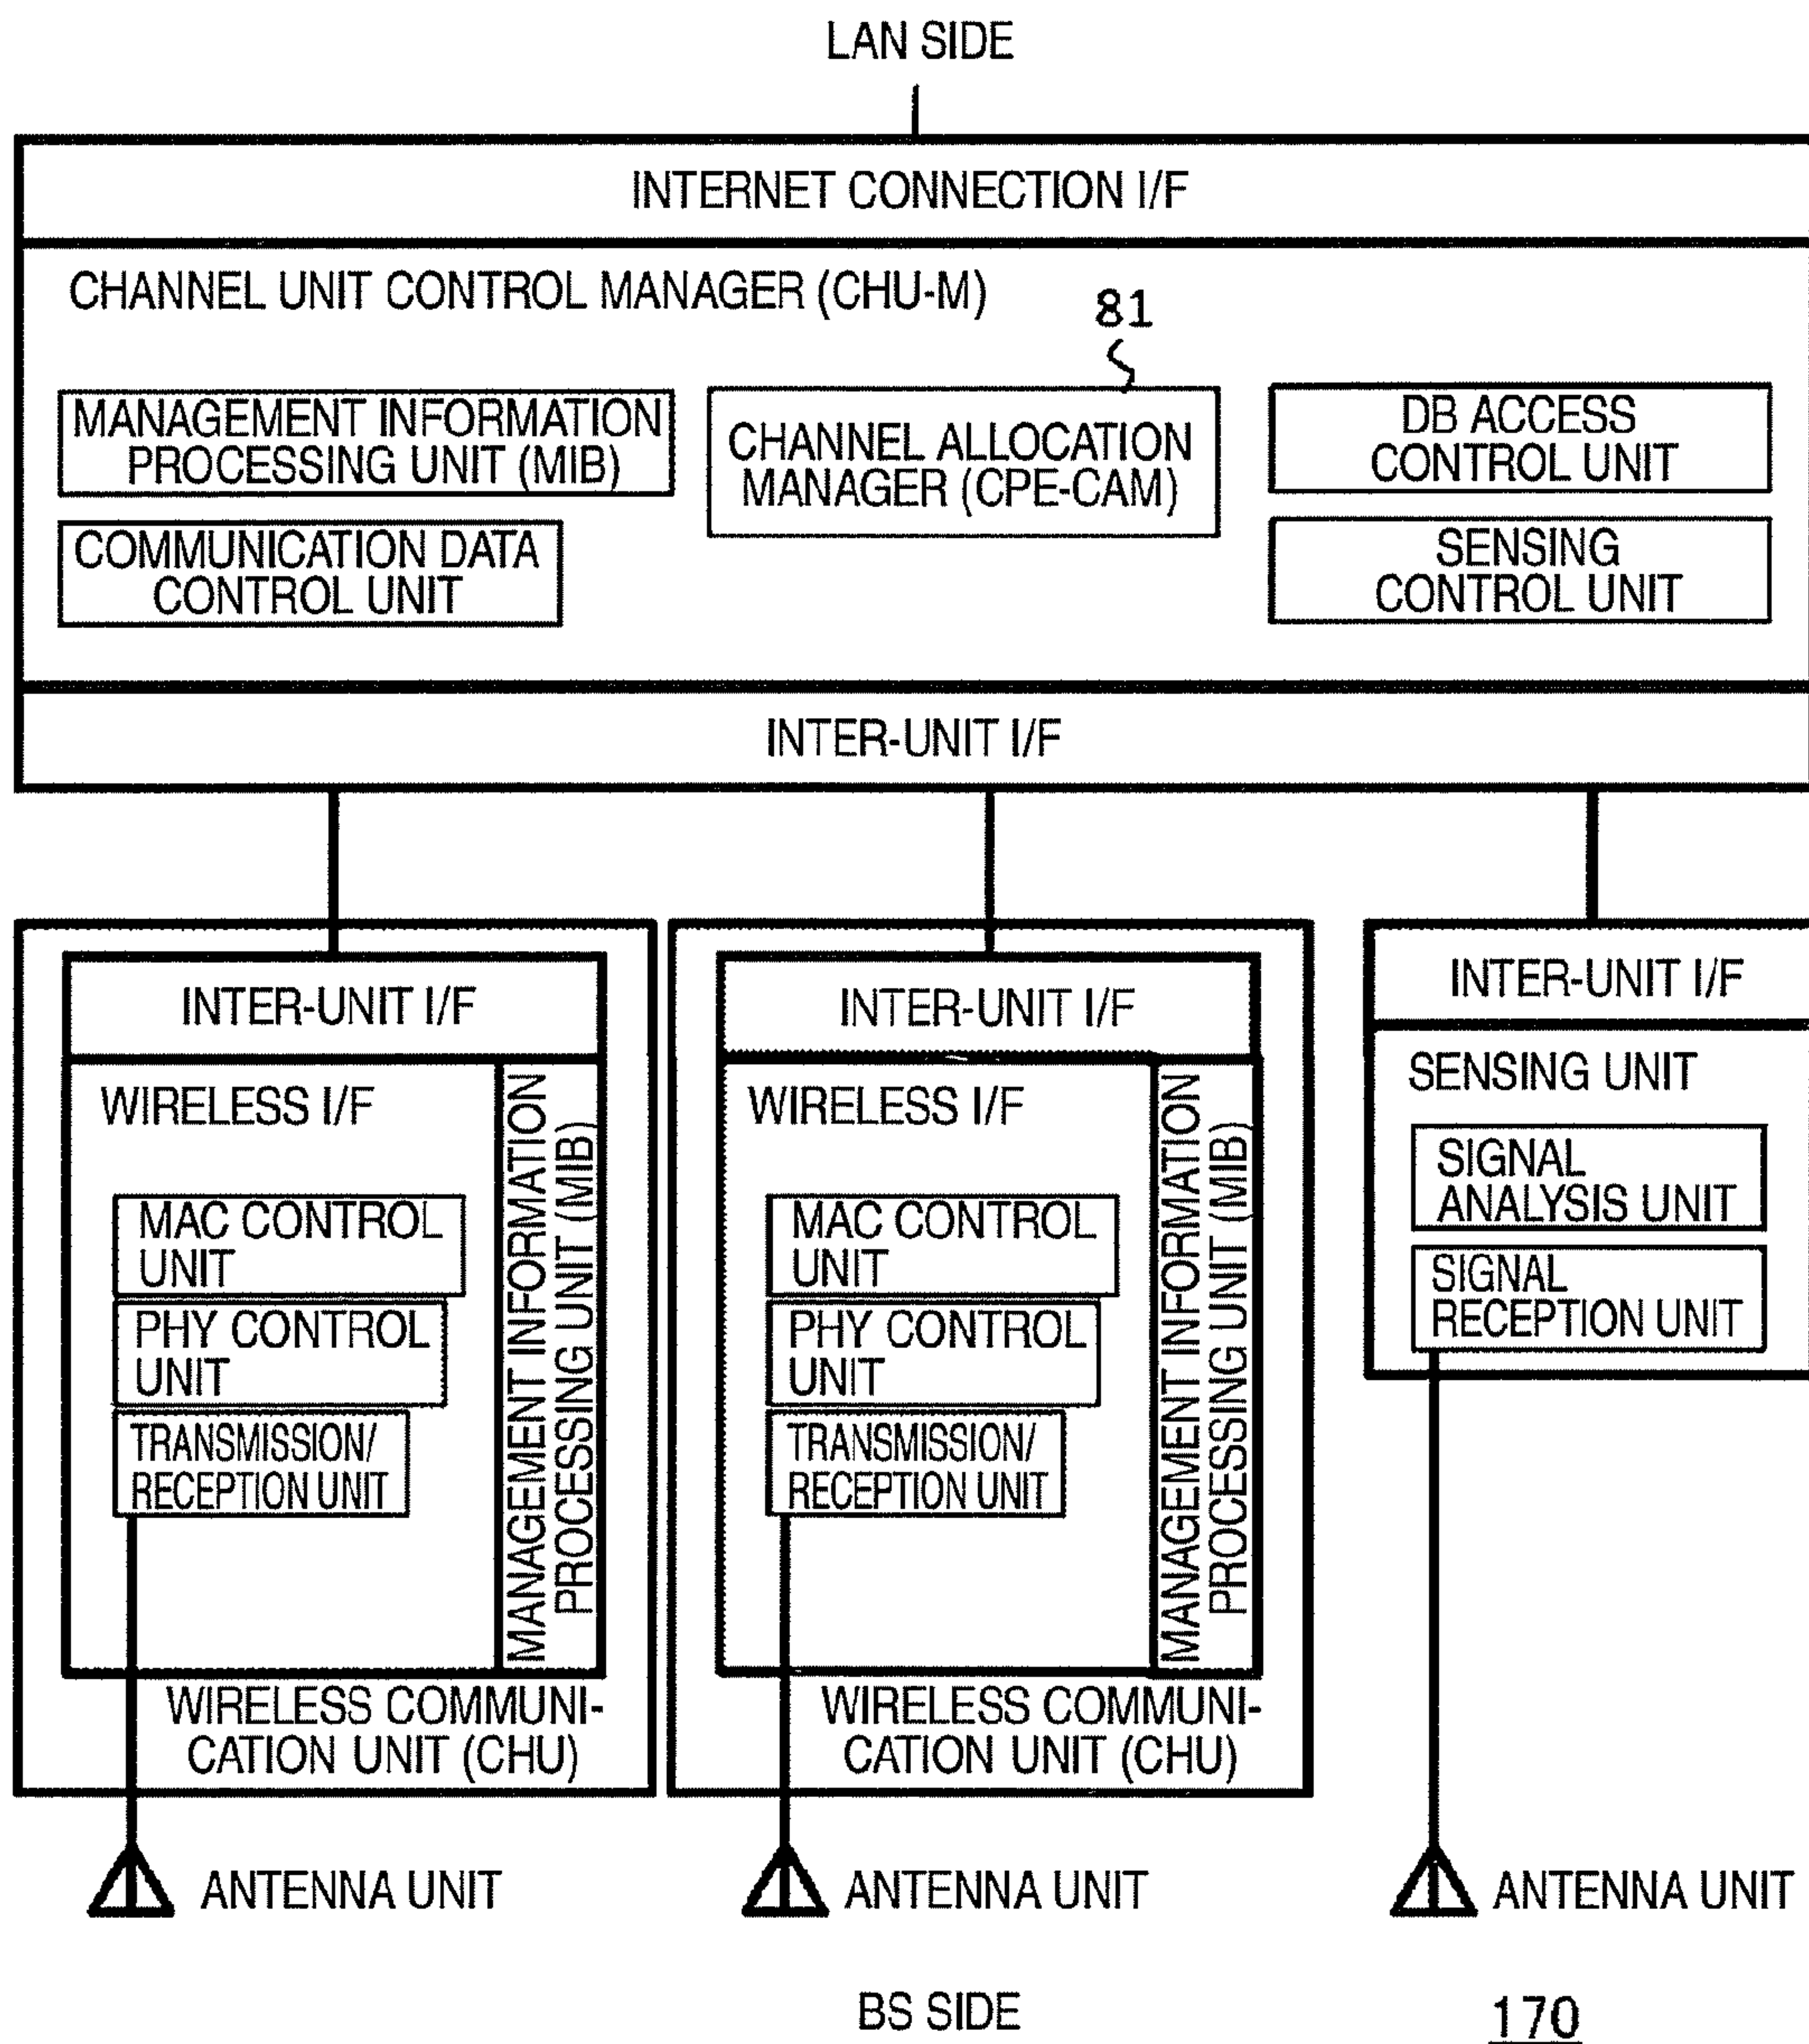 LAN SIDE
INTERNET CONNECTION I/F
CHANNEL UNIT CONTROL MANAGER (CHU-M)
81
MANAGEMENT INFORMATION
PROCESSING UNIT (MIB)
COMMUNICATION DATA
CONTROL UNIT
CHANNEL ALLOCATION
MANAGER (CPE-CAM)
DB ACCESS
CONTROL UNIT
SENSING
CONTROL UNIT
INTER-UNIT I/F
INTER-UNIT I/F
WIRELESS I/F
MAC CONTROL
UNIT
PHY CONTROL
UNIT
TRANSMISSION/
RECEPTION UNIT
MANAGEMENT INFORMATION
PROCESSING UNIT (MIB)
WIRELESS COMMUNI-
CATION UNIT (CHU)
ANTENNA UNIT
INTER-UNIT I/F
WIRELESS I/F
MAC CONTROL
UNIT
PHY CONTROL
UNIT
TRANSMISSION/
RECEPTION UNIT
MANAGEMENT INFORMATION
PROCESSING UNIT (MIB)
WIRELESS COMMUNI-
CATION UNIT (CHU)
ANTENNA UNIT
INTER-UNIT I/F
SENSING UNIT
SIGNAL
ANALYSIS UNIT
SIGNAL
RECEPTION UNIT
ANTENNA UNIT
BS SIDE
170